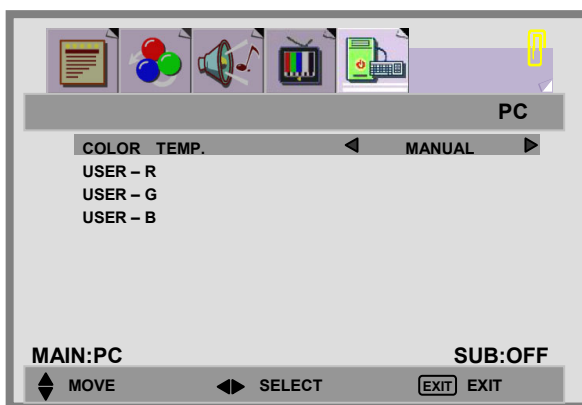 PC
COLOR TEMP. MANUAL
USER – R
USER – G
USER – B
MAIN:PC SUB:OFF
MOVE SELECT EXIT EXIT